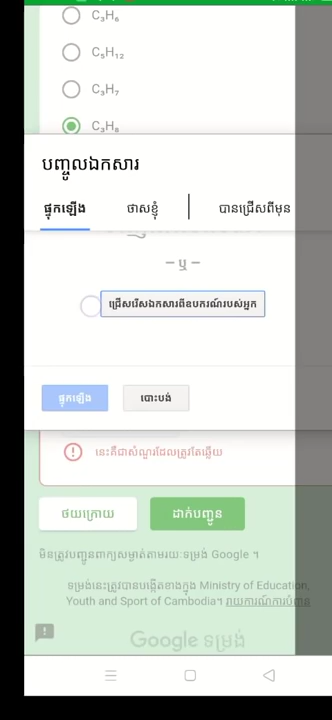 C₃H₆
C₅H₁₂
C₃H₇
C₃H₈
បញ្ចូលឯកសារ
ផ្ទុកឡើង
ថាសខ្ញុំ
បានជ្រើសពីមុន
– ឬ –
ជ្រើសរើសឯកសារពីឧបករណ៍របស់អ្នក
ផ្ទុកឡើង
បោះបង់
នេះគឺជាសំណួរដែលត្រូវតែឆ្លើយ
ថយក្រោយ
ដាក់បញ្ជូន
មិនត្រូវបញ្ជូនពាក្យសម្ងាត់តាមរយៈទម្រង់ Google ។
ទម្រង់នេះត្រូវបានបង្កើតខាងក្នុង Ministry of Education,
Youth and Sport of Cambodia។ រាយការណ៍ការបំពាន
Google ទម្រង់